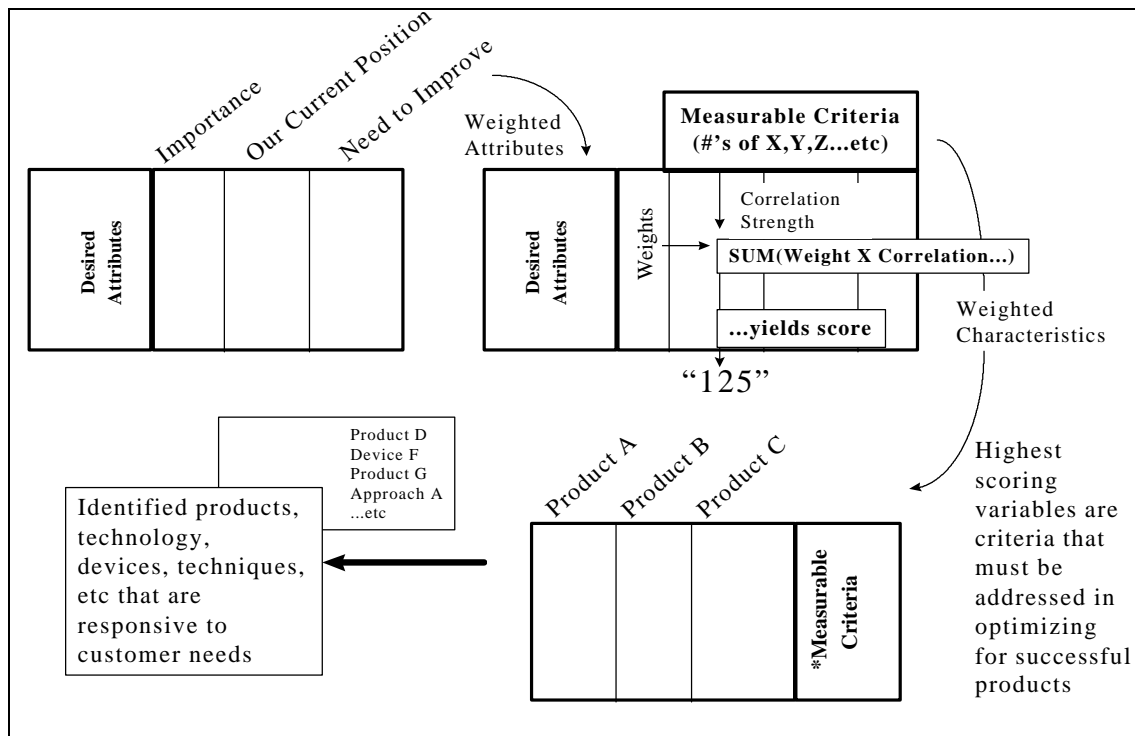 Importance
Our Current Position
Need to Improve
Desired
Attributes
Weighted
Attributes
Measurable Criteria
(#'s of X,Y,Z...etc)
Desired
Attributes
Weights
Correlation
Strength
SUM(Weight X Correlation...)
...yields score
“125”
Weighted
Characteristics
Highest
scoring
variables are
criteria that
must be
addressed in
optimizing
for successful
products
Product A
Product B
Product C
*Measurable
Criteria
Product D
Device F
Product G
Approach A
...etc
Identified products,
technology,
devices, techniques,
etc that are
responsive to
customer needs